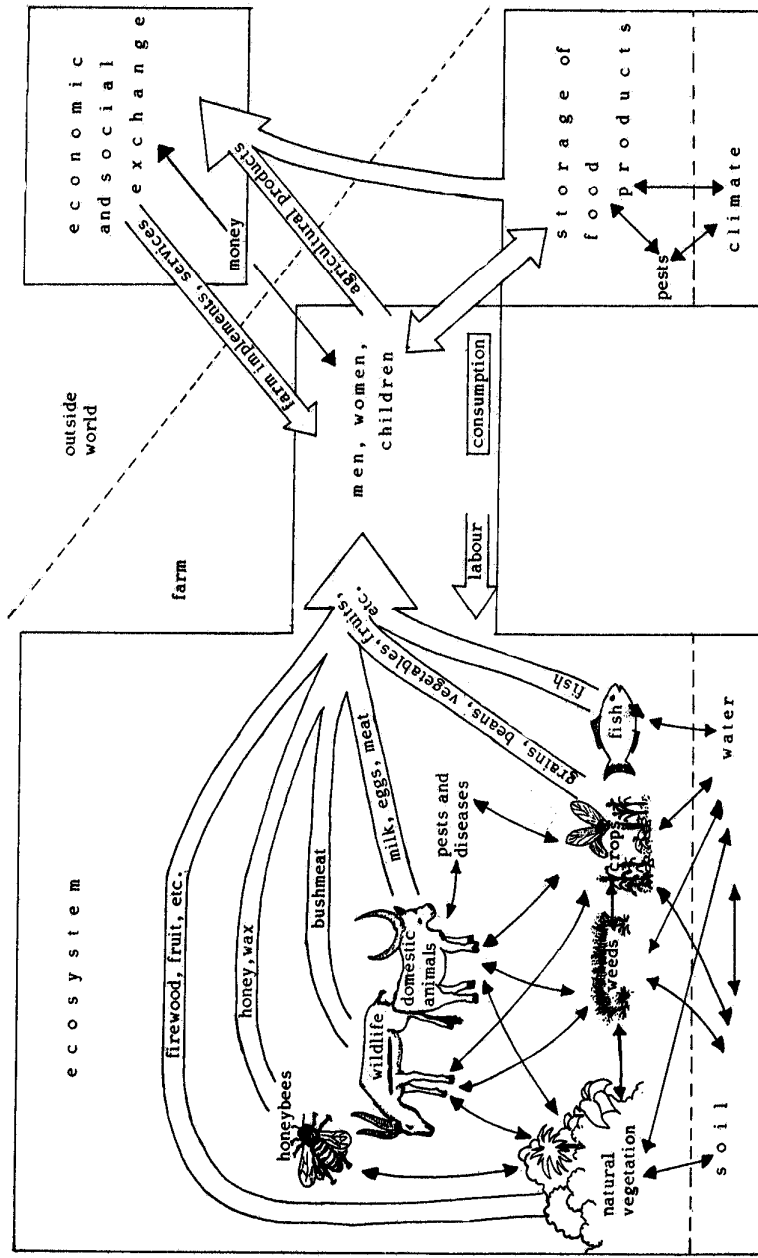 ecosystem
firewood, fruit, etc.
honey, wax
bushmeat
milk, eggs, meat
grains, beans, vegetables, fruits,
etc.
fish
honeybees
wildlife
domestic
animals
pests and
diseases
natural
vegetation
weeds
crops
fish
soil
water
farm
outside
world
labour
consumption
men, women,
children
farm implements, services
money
agricultural products
economic
and social
exchange
storage of
food
products
pests
climate